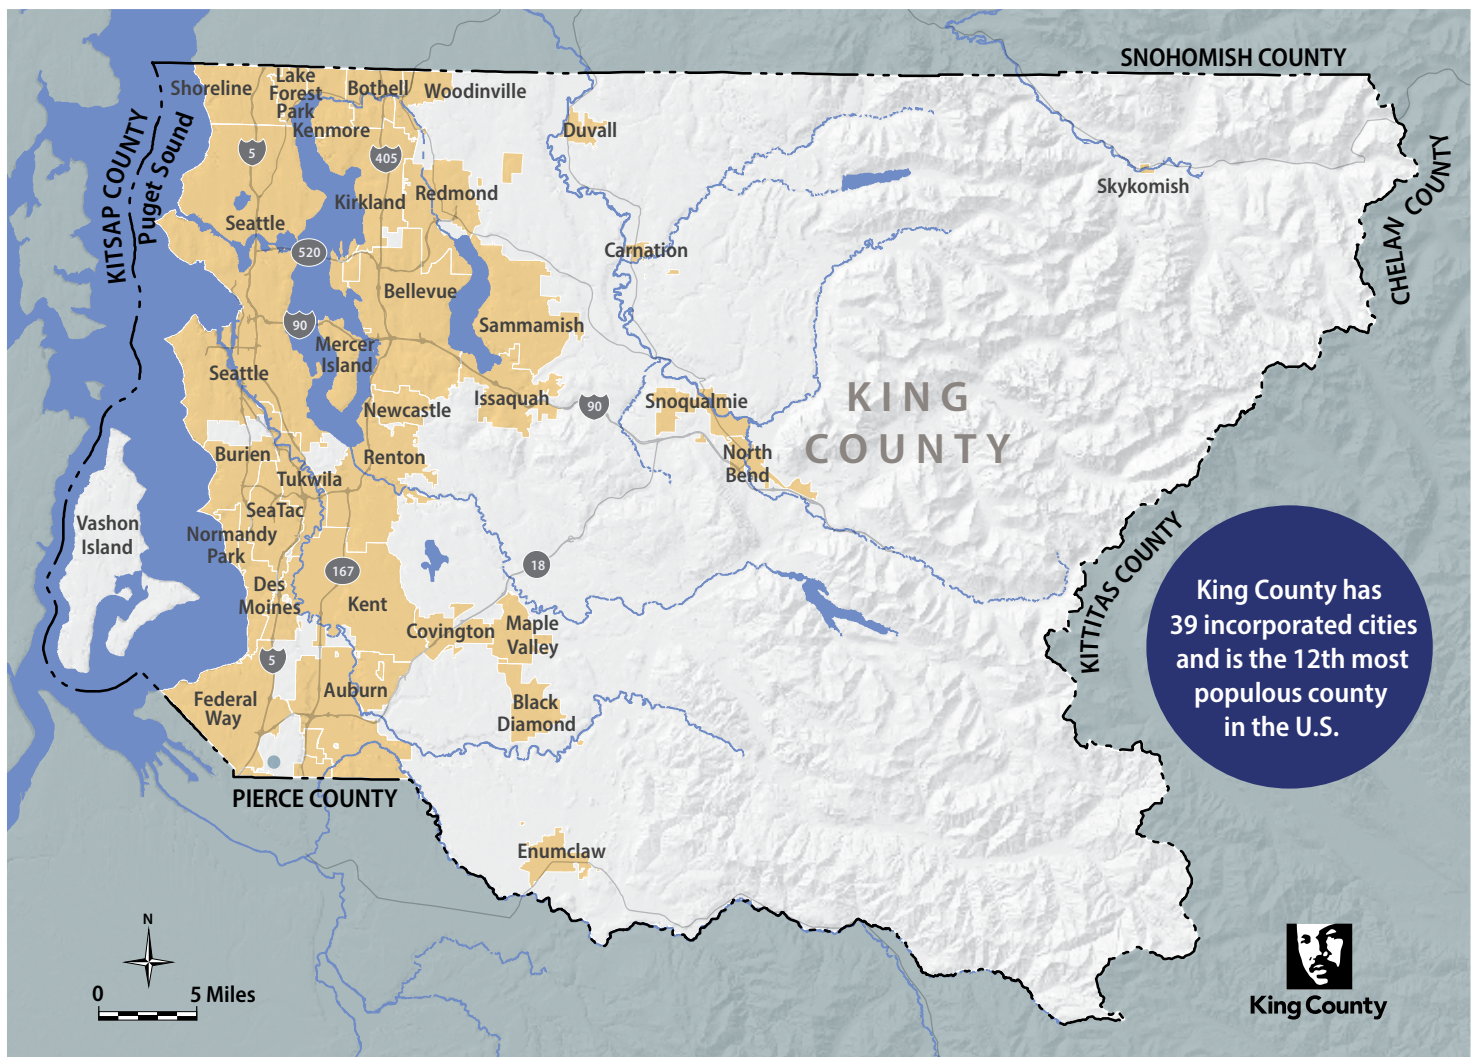 SNOHOMISH COUNTY
KITSAP COUNTY
Puget Sound
Shoreline
Lake
Forest
Park
Bothell
Woodinville
Kenmore
Duvall
5
405
Kirkland
Redmond
Skykomish
CHELAN COUNTY
Seattle
520
Carnation
Bellevue
90
Mercer
Island
Sammamish
Seattle
Newcastle
Issaquah
90
Snoqualmie
KING
COUNTY
Burien
Renton
North
Bend
Tukwila
SeaTac
Vashon
Island
Normandy
Park
167
18
KITTITAS COUNTY
Des
Moines
Kent
Covington
Maple
Valley
5
Federal
Way
Auburn
Black
Diamond
King County has
39 incorporated cities
and is the 12th most
populous county
in the U.S.
PIERCE COUNTY
Enumclaw
N
0 5 Miles
King County